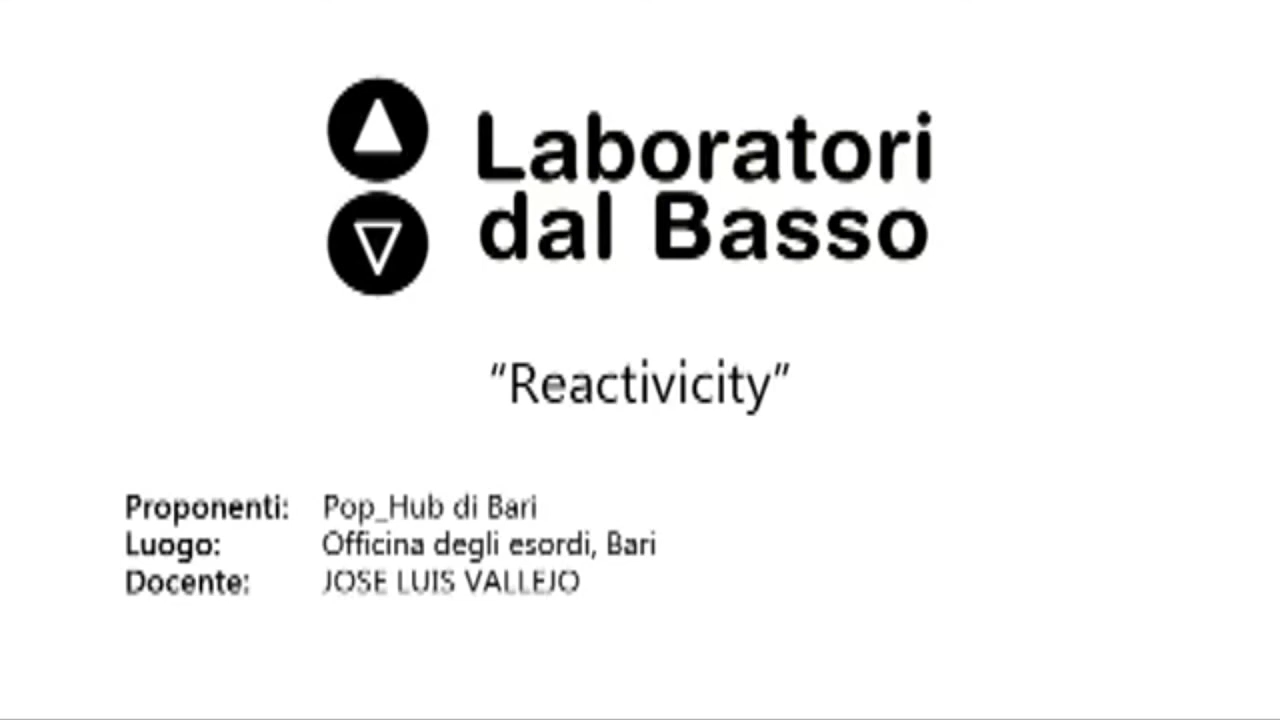 Laboratori
dal Basso
“Reactivicity”
Proponenti: Pop_Hub di Bari
Luogo: Officina degli esordi, Bari
Docente: JOSE LUIS VALLEJO